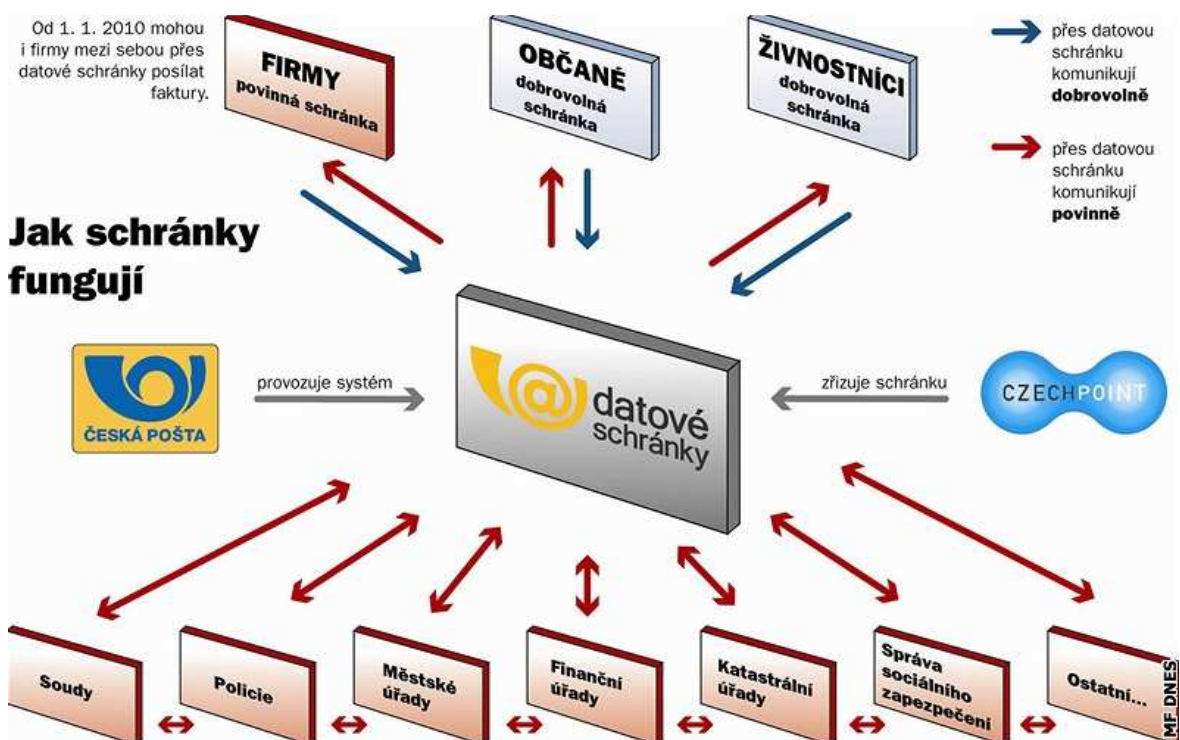 Od 1. 1. 2010 mohou
i firmy mezi sebou přes
datové schránky posílat
faktury.
FIRMY
povinná schránka
OBČANÉ
dobrovolná
schránka
ŽIVNOSTNÍCI
dobrovolná
schránka
přes datovou
schránku
komunikují
dobrovolně
přes datovou
schránku
komunikují
povinně
Jak schránky
fungují
ČESKÁ POŠTA
provozuje systém
@ datové
schránky
zřizuje schránku
CZECHPOINT
Soudy
Policie
Městské
úřady
Finanční
úřady
Katastrální
úřady
Správa
sociálního
zapezpečení
Ostatní...
MF DNES